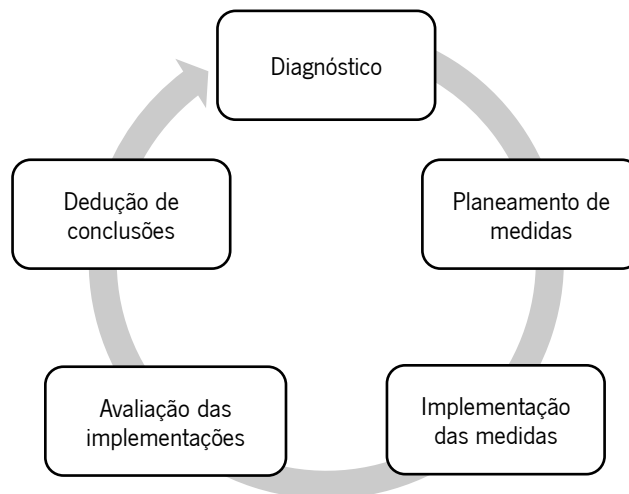 Diagnóstico
Planeamento de
medidas
Implementação
das medidas
Avaliação das
implementações
Dedução de
conclusões